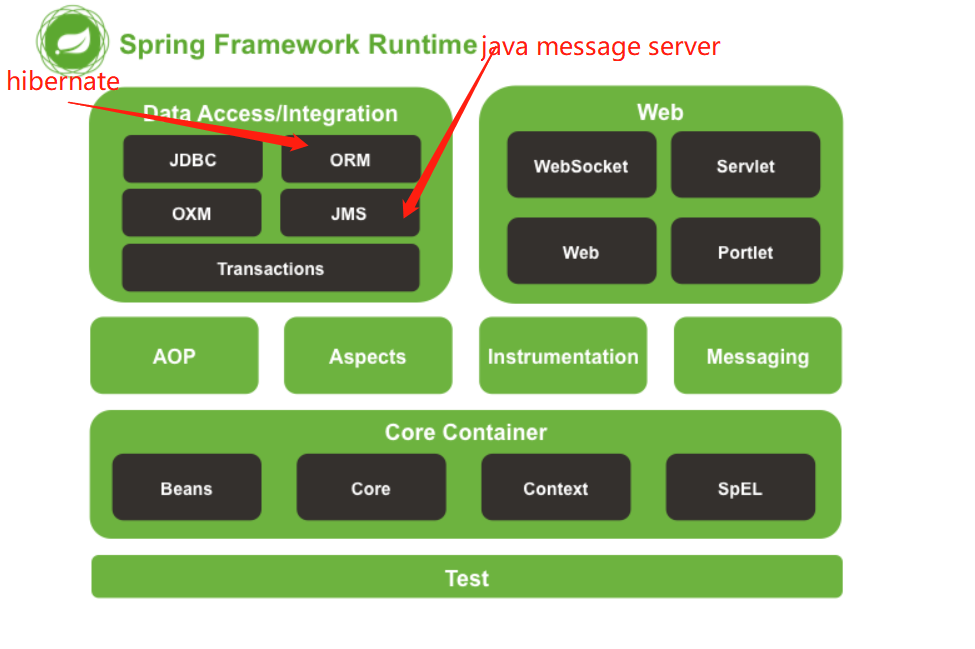 Spring Framework Runtime
java message server
hibernate
Data Access/Integration
JDBC
ORM
OXM
JMS
Transactions
Web
WebSocket
Servlet
Web
Portlet
AOP
Aspects
Instrumentation
Messaging
Core Container
Beans
Core
Context
SpEL
Test